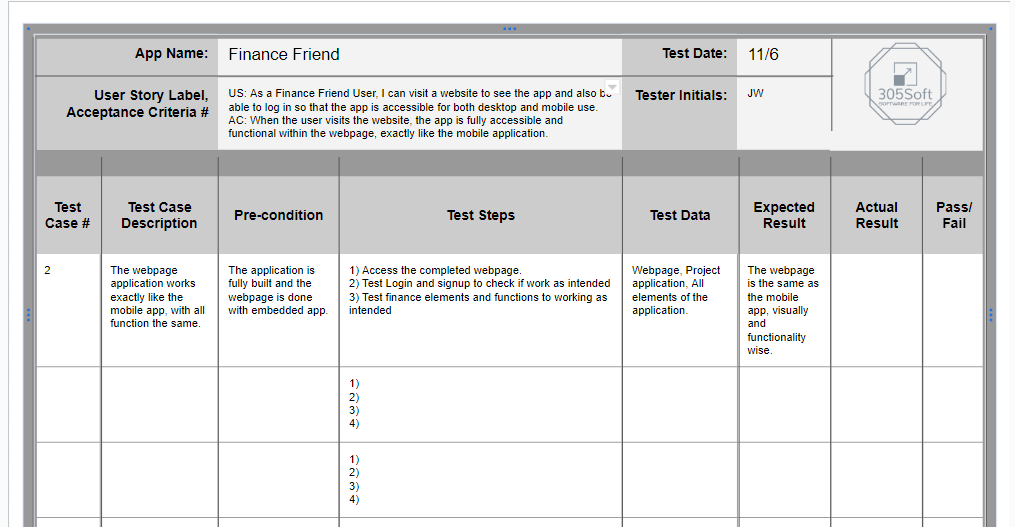 App Name:
Finance Friend
Test Date:
11/6
User Story Label,
Acceptance Criteria #
US: As a Finance Friend User, I can visit a website to see the app and also be
able to log in so that the app is accessible for both desktop and mobile use.
AC: When the user visits the website, the app is fully accessible and
functional within the webpage, exactly like the mobile application.
Tester Initials:
JW
305Soft
SOFTWARE FOR LIFE
Test
Case #
Test Case
Description
Pre-condition
Test Steps
Test Data
Expected
Result
Actual
Result
Pass/
Fail
2
The webpage
application works
exactly like the
mobile app, with all
function the same.
The application is
fully built and the
webpage is done
with embedded app.
1) Access the completed webpage.
2) Test Login and signup to check if work as intended
3) Test finance elements and functions to working as
intended
Webpage, Project
application, All
elements of the
application.
The webpage
is the same as
the mobile
app, visually
and
functionality
wise.
1)
2)
3)
4)
1)
2)
3)
4)